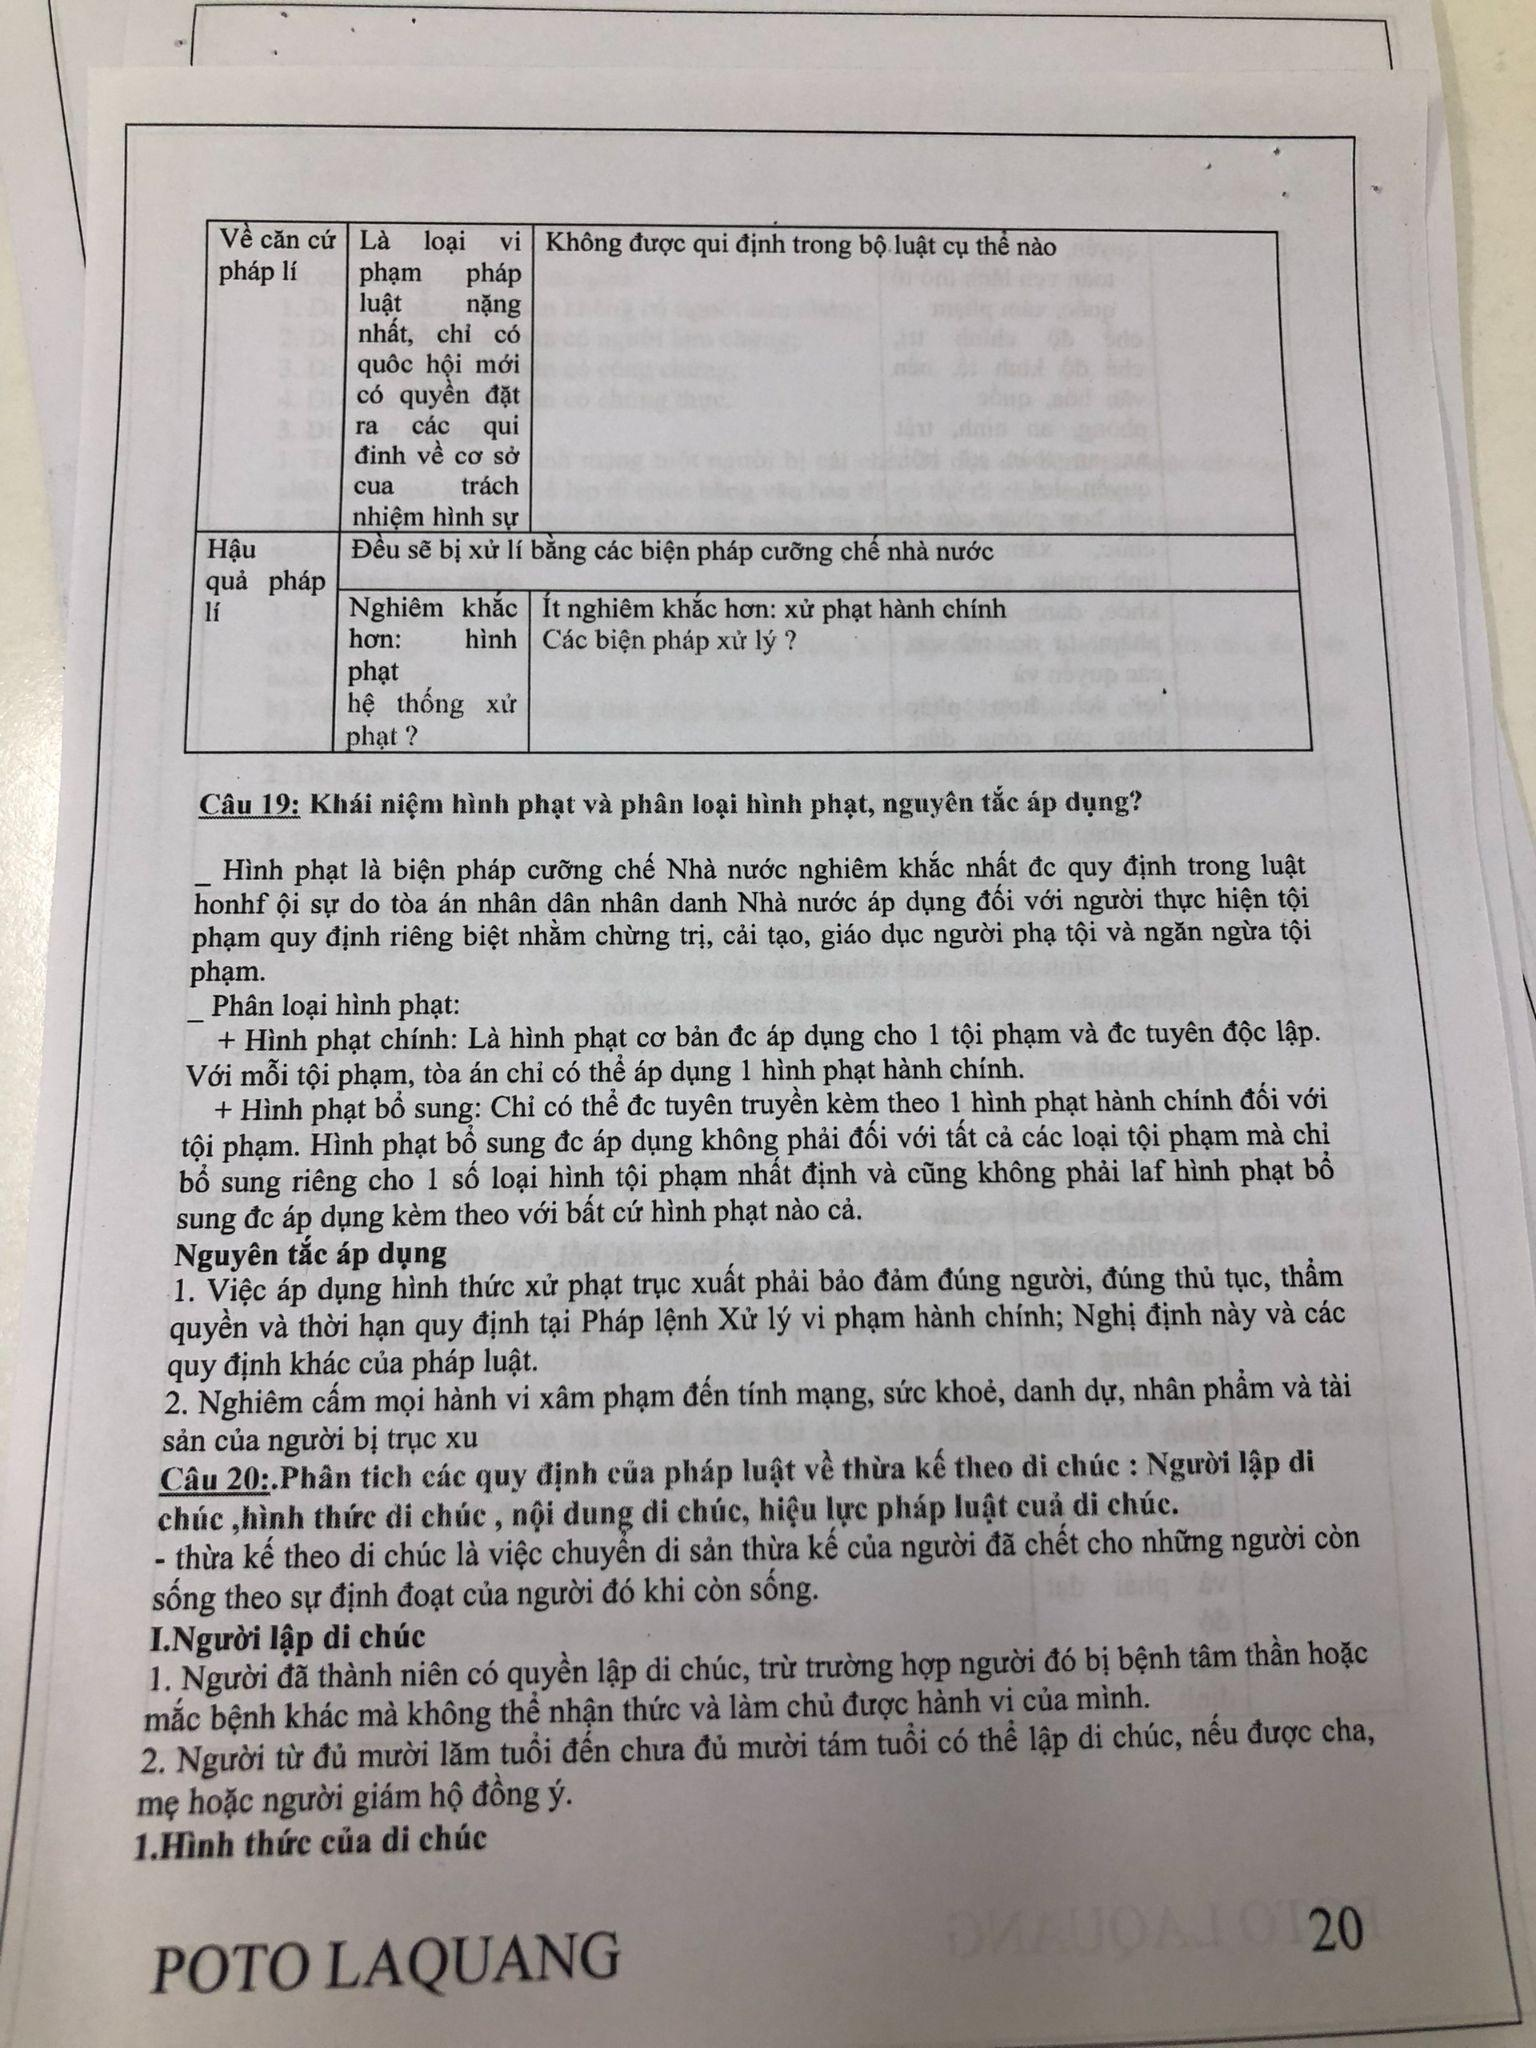 Về căn cứ
pháp lí
Là loại vi
phạm pháp
luật nặng
nhất, chỉ có
quôc hội mới
có quyền đặt
ra các qui
đinh về cơ sở
cua trách
nhiệm hình sự
Không được qui định trong bộ luật cụ thể nào
Hậu
quả pháp
lí
Đều sẽ bị xử lí bằng các biện pháp cưỡng chế nhà nước
Nghiêm khắc
hơn: hình
phạt
hệ thống xử
phạt ?
Ít nghiêm khắc hơn: xử phạt hành chính
Các biện pháp xử lý ?
Câu 19: Khái niệm hình phạt và phân loại hình phạt, nguyên tắc áp dụng?
_ Hình phạt là biện pháp cưỡng chế Nhà nước nghiêm khắc nhất đc quy định trong luật
honhf ội sự do tòa án nhân dân nhân danh Nhà nước áp dụng đối với người thực hiện tội
phạm quy định riêng biệt nhằm chừng trị, cải tạo, giáo dục người phạ tội và ngăn ngừa tội
phạm.
_ Phân loại hình phạt:
+ Hình phạt chính: Là hình phạt cơ bản đc áp dụng cho 1 tội phạm và đc tuyên độc lập.
Với mỗi tội phạm, tòa án chỉ có thể áp dụng 1 hình phạt hành chính.
+ Hình phạt bổ sung: Chỉ có thể đc tuyên truyền kèm theo 1 hình phạt hành chính đối với
tội phạm. Hình phạt bổ sung đc áp dụng không phải đối với tất cả các loại tội phạm mà chỉ
bổ sung riêng cho 1 số loại hình tội phạm nhất định và cũng không phải laf hình phạt bổ
sung đc áp dụng kèm theo với bất cứ hình phạt nào cả.
Nguyên tắc áp dụng
1. Việc áp dụng hình thức xử phạt trục xuất phải bảo đảm đúng người, đúng thủ tục, thẩm
quyền và thời hạn quy định tại Pháp lệnh Xử lý vi phạm hành chính; Nghị định này và các
quy định khác của pháp luật.
2. Nghiêm cấm mọi hành vi xâm phạm đến tính mạng, sức khoẻ, danh dự, nhân phẩm và tài
sản của người bị trục xu
Câu 20:.Phân tich các quy định của pháp luật về thừa kế theo di chúc : Người lập di
chúc ,hình thức di chúc , nội dung di chúc, hiệu lực pháp luật cuả di chúc.
- thừa kế theo di chúc là việc chuyển di sản thừa kế của người đã chết cho những người còn
sống theo sự định đoạt của người đó khi còn sống.
I.Người lập di chúc
1. Người đã thành niên có quyền lập di chúc, trừ trường hợp người đó bị bệnh tâm thần hoặc
mắc bệnh khác mà không thể nhận thức và làm chủ được hành vi của mình.
2. Người từ đủ mười lăm tuổi đến chưa đủ mười tám tuổi có thể lập di chúc, nếu được cha,
mẹ hoặc người giám hộ đồng ý.
1.Hình thức của di chúc
POTO LAQUANG
20